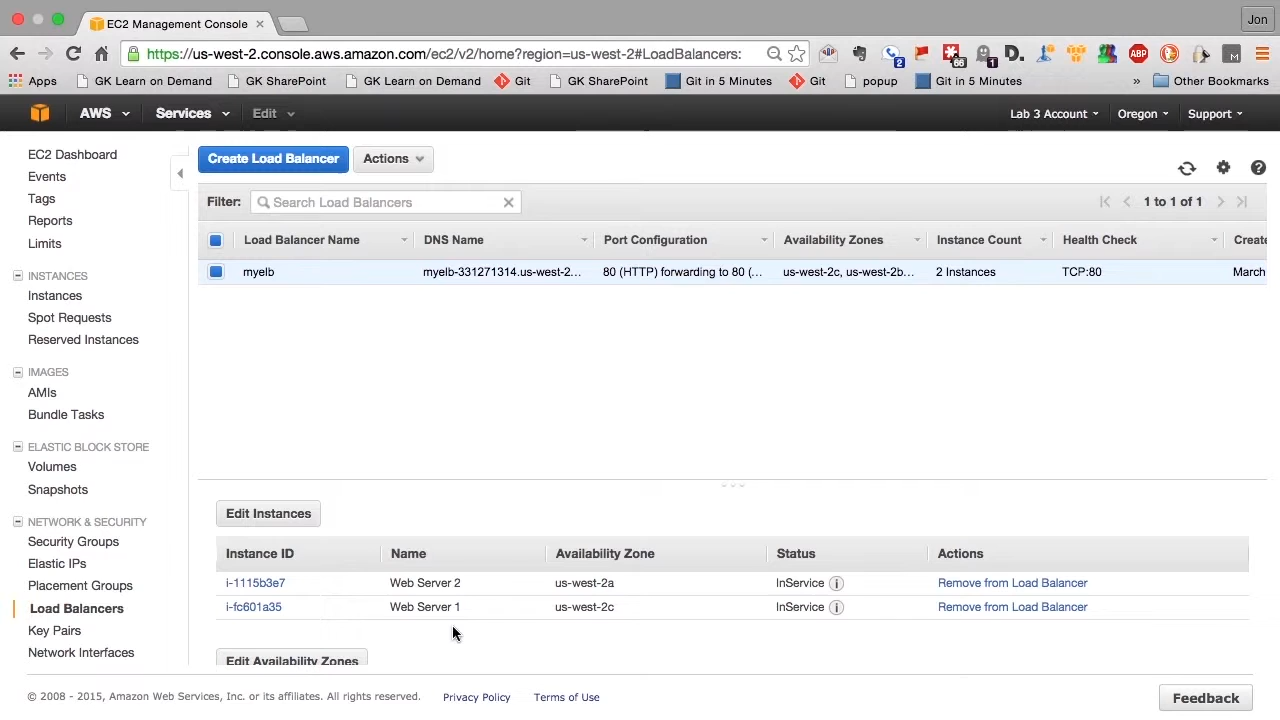 EC2 Management Console
Jon
https://us-west-2.console.aws.amazon.com/ec2/v2/home?region=us-west-2#LoadBalancers:
2 66 1 D. ABP M
Apps GK Learn on Demand GK SharePoint GK Learn on Demand Git GK SharePoint Git in 5 Minutes Git popup Git in 5 Minutes » Other Bookmarks
AWS Services Edit Lab 3 Account Oregon Support
EC2 Dashboard
Events
Tags
Reports
Limits
INSTANCES
Instances
Spot Requests
Reserved Instances
IMAGES
AMIs
Bundle Tasks
ELASTIC BLOCK STORE
Volumes
Snapshots
NETWORK & SECURITY
Security Groups
Elastic IPs
Placement Groups
Load Balancers
Key Pairs
Network Interfaces
Create Load Balancer Actions
Filter: Search Load Balancers 1 to 1 of 1
Load Balancer Name DNS Name Port Configuration Availability Zones Instance Count Health Check Create
myelb myelb-331271314.us-west-2... 80 (HTTP) forwarding to 80 (... us-west-2c, us-west-2b... 2 Instances TCP:80 March
Edit Instances
Instance ID Name Availability Zone Status Actions
i-1115b3e7 Web Server 2 us-west-2a InService Remove from Load Balancer
i-fc601a35 Web Server 1 us-west-2c InService Remove from Load Balancer
Edit Availability Zones
© 2008 - 2015, Amazon Web Services, Inc. or its affiliates. All rights reserved. Privacy Policy Terms of Use
Feedback